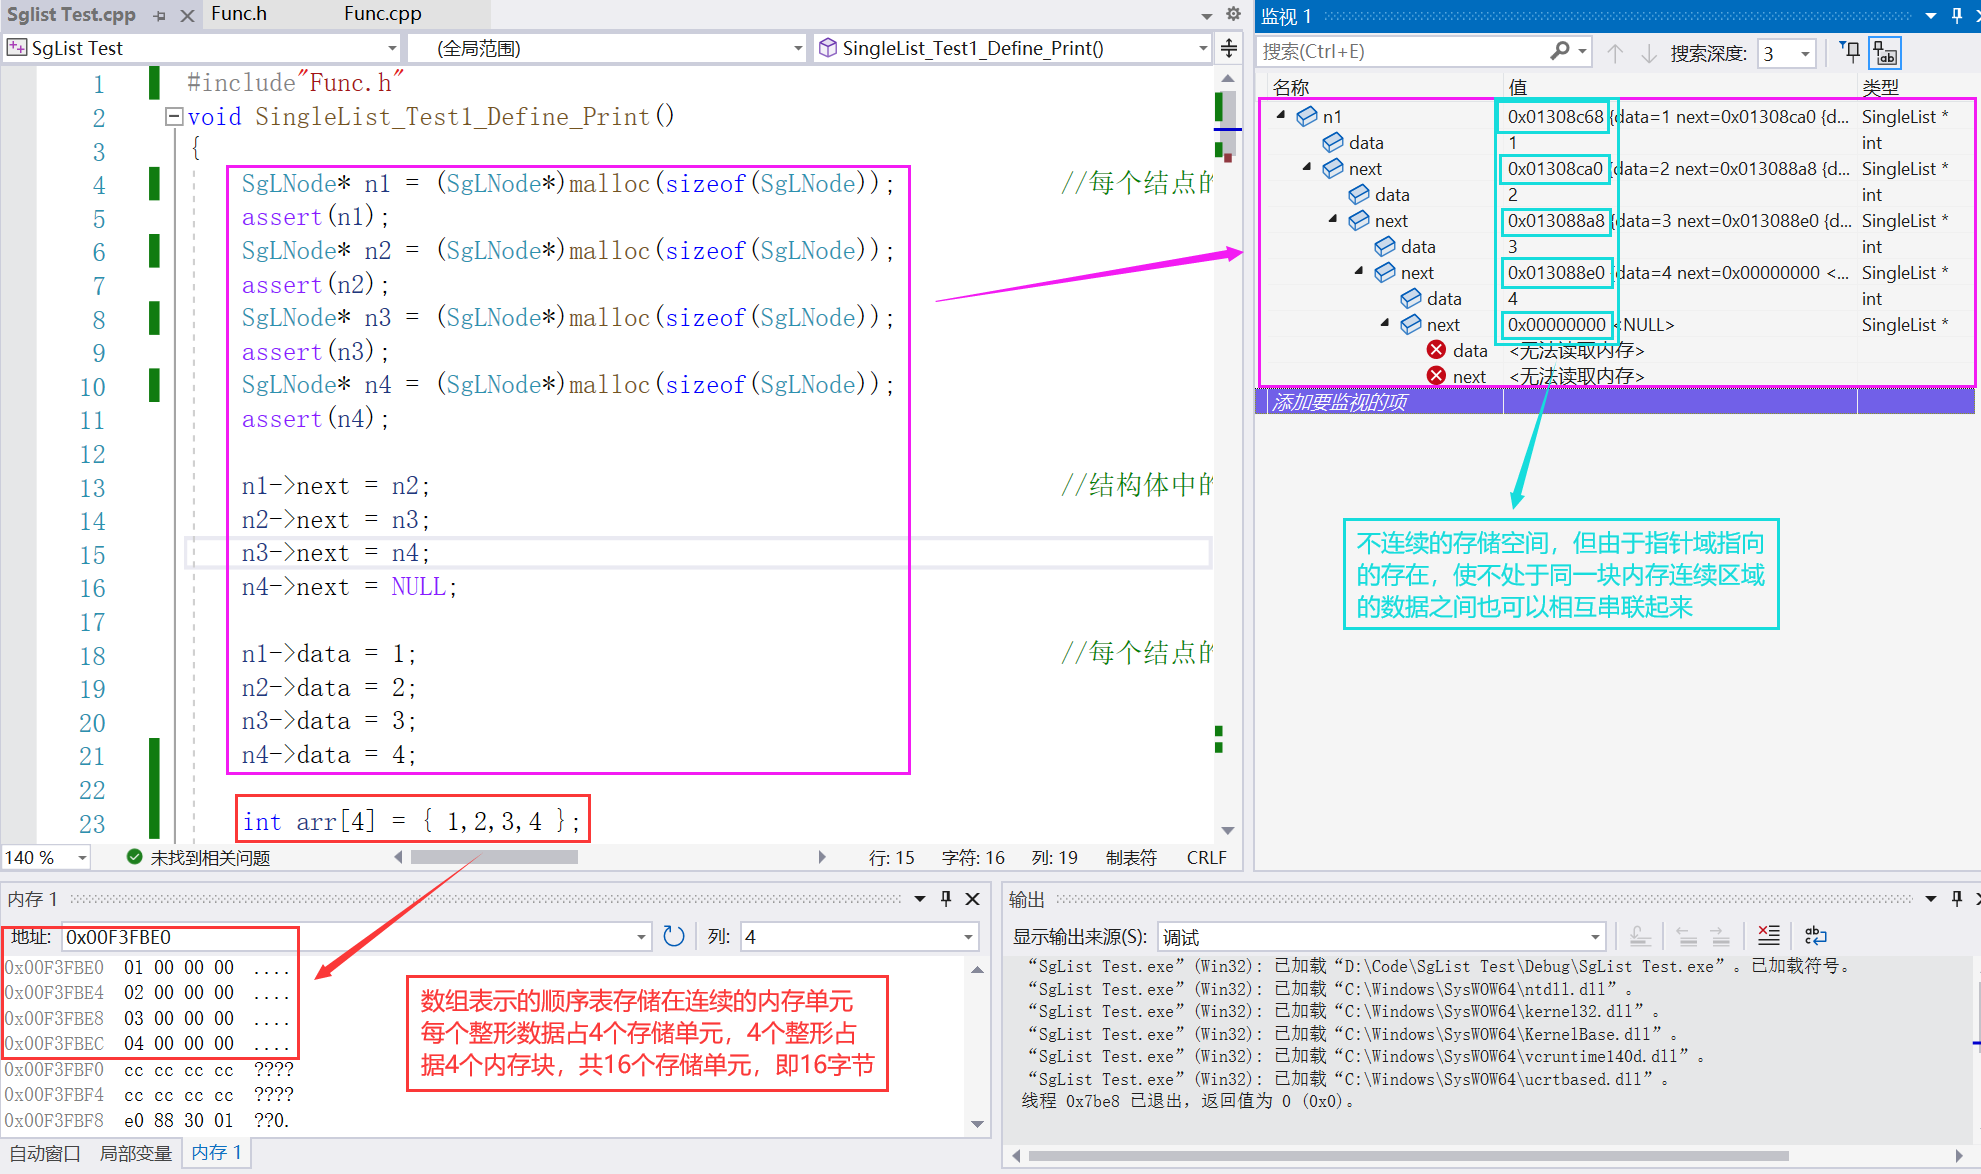 Sglist Test.cpp Func.h Func.cpp
SgList Test (全局范围) SingleList_Test1_Define_Print()
1 #include"Func.h"
2 void SingleList_Test1_Define_Print()
3 {
4 SgLNode* n1 = (SgLNode*)malloc(sizeof(SgLNode)); //每个结点的
5 assert(n1);
6 SgLNode* n2 = (SgLNode*)malloc(sizeof(SgLNode));
7 assert(n2);
8 SgLNode* n3 = (SgLNode*)malloc(sizeof(SgLNode));
9 assert(n3);
10 SgLNode* n4 = (SgLNode*)malloc(sizeof(SgLNode));
11 assert(n4);
12
13 n1->next = n2; //结构体中的
14 n2->next = n3;
15 n3->next = n4;
16 n4->next = NULL;
17
18 n1->data = 1; //每个结点的
19 n2->data = 2;
20 n3->data = 3;
21 n4->data = 4;
22
23 int arr[4] = { 1,2,3,4 };
140 % 未找到相关问题 行: 15 字符: 16 列: 19 制表符 CRLF
监视 1
搜索(Ctrl+E) 搜索深度: 3
名称 值 类型
n1 0x01308c68 {data=1 next=0x01308ca0 {d... SingleList *
data 1 int
next 0x01308ca0 {data=2 next=0x013088a8 {d... SingleList *
data 2 int
next 0x013088a8 {data=3 next=0x013088e0 {d... SingleList *
data 3 int
next 0x013088e0 {data=4 next=0x00000000 <... SingleList *
data 4 int
next 0x00000000 <NULL> SingleList *
data <无法读取内存>
next <无法读取内存>
添加要监视的项
不连续的存储空间，但由于指针域指向
的存在，使不处于同一块内存连续区域
的数据之间也可以相互串联起来
内存 1
地址: 0x00F3FBE0 列: 4
0x00F3FBE0 01 00 00 00 ....
0x00F3FBE4 02 00 00 00 ....
0x00F3FBE8 03 00 00 00 ....
0x00F3FBEC 04 00 00 00 ....
0x00F3FBF0 cc cc cc cc ????
0x00F3FBF4 cc cc cc cc ????
0x00F3FBF8 e0 88 30 01 ??0.
数组表示的顺序表存储在连续的内存单元
每个整形数据占4个存储单元，4个整形占
据4个内存块，共16个存储单元，即16字节
自动窗口 局部变量 内存 1
输出
显示输出来源(S): 调试
“SgList Test.exe”(Win32): 已加载“D:\Code\SgList Test\Debug\SgList Test.exe”。已加载符号。
“SgList Test.exe”(Win32): 已加载“C:\Windows\SysWOW64\ntdll.dll”。
“SgList Test.exe”(Win32): 已加载“C:\Windows\SysWOW64\kernel32.dll”。
“SgList Test.exe”(Win32): 已加载“C:\Windows\SysWOW64\KernelBase.dll”。
“SgList Test.exe”(Win32): 已加载“C:\Windows\SysWOW64\vcruntime140d.dll”。
“SgList Test.exe”(Win32): 已加载“C:\Windows\SysWOW64\ucrtbased.dll”。
线程 0x7be8 已退出，返回值为 0 (0x0)。